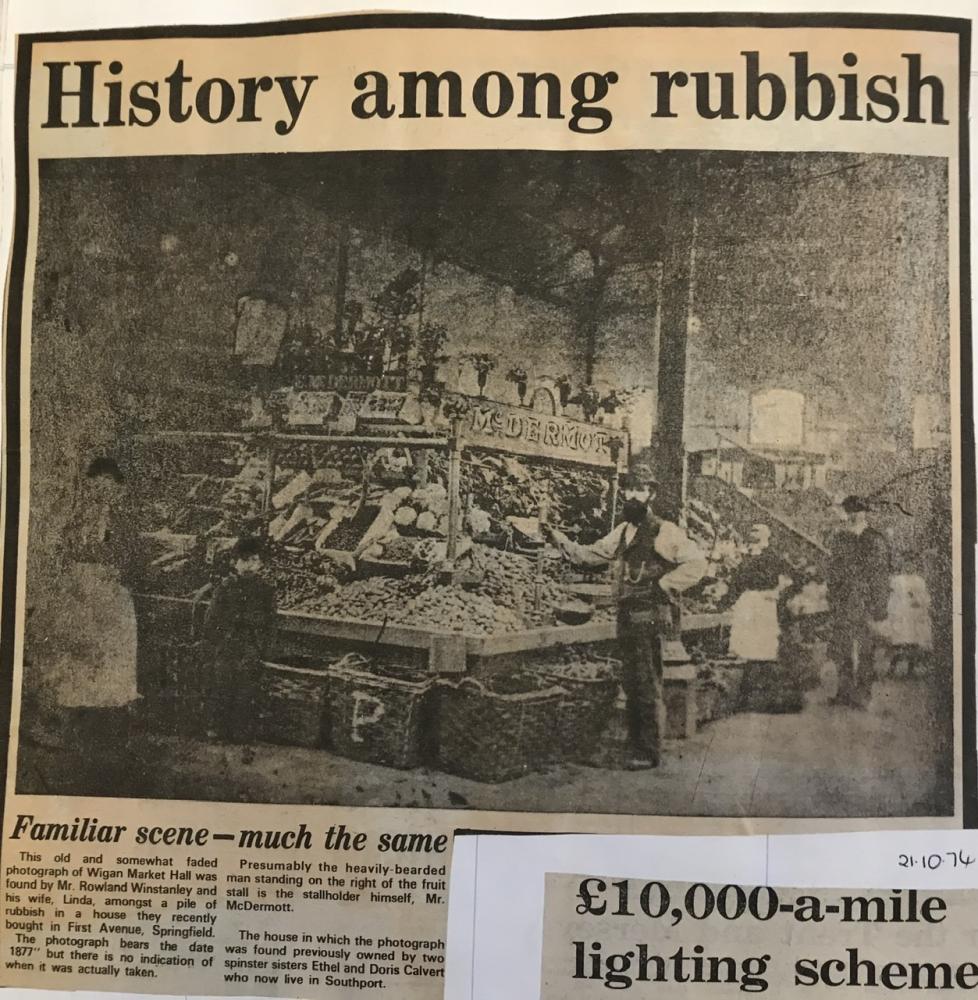 History among rubbish
McDERMOTT
McDERMOT
P
Familiar scene—much the same
This old and somewhat faded
photograph of Wigan Market Hall was
found by Mr. Rowland Winstanley and
his wife, Linda, amongst a pile of
rubbish in a house they recently
bought in First Avenue, Springfield.
The photograph bears the date
1877" but there is no indication of
when it was actually taken.
Presumably the heavily-bearded
man standing on the right of the fruit
stall is the stallholder himself, Mr.
McDermott.
The house in which the photograph
was found previously owned by two
spinster sisters Ethel and Doris Calvert
who now live in Southport.
21·10·74
£10,000-a-mile
lighting scheme